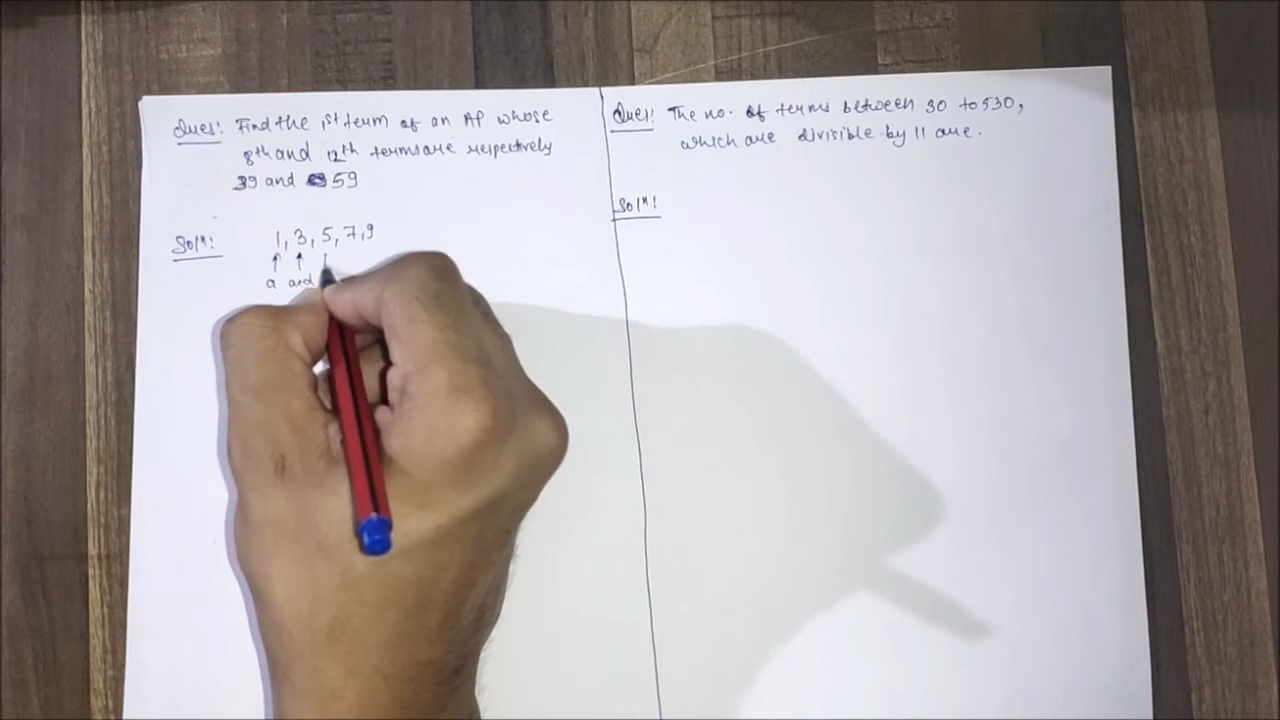 Ques: Find the 1st term of an AP whose
8th and 12th terms are respectively
39 and 59
Solⁿ:
1, 3, 5, 7, 9
a a+d
Ques: The no. of terms between 30 to 530,
which are divisible by 11 are.
Solⁿ: